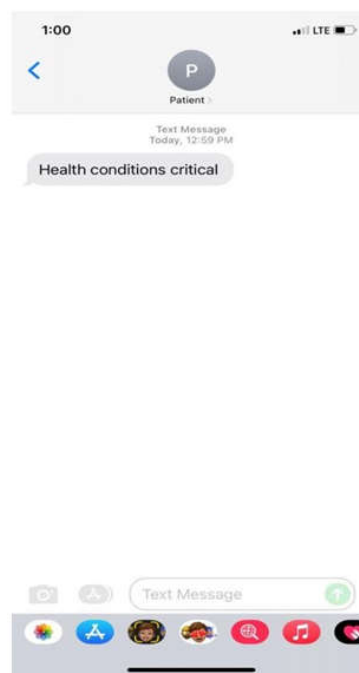 1:00
LTE
P
Patient
Text Message
Today, 12:59 PM
Health conditions critical
Text Message